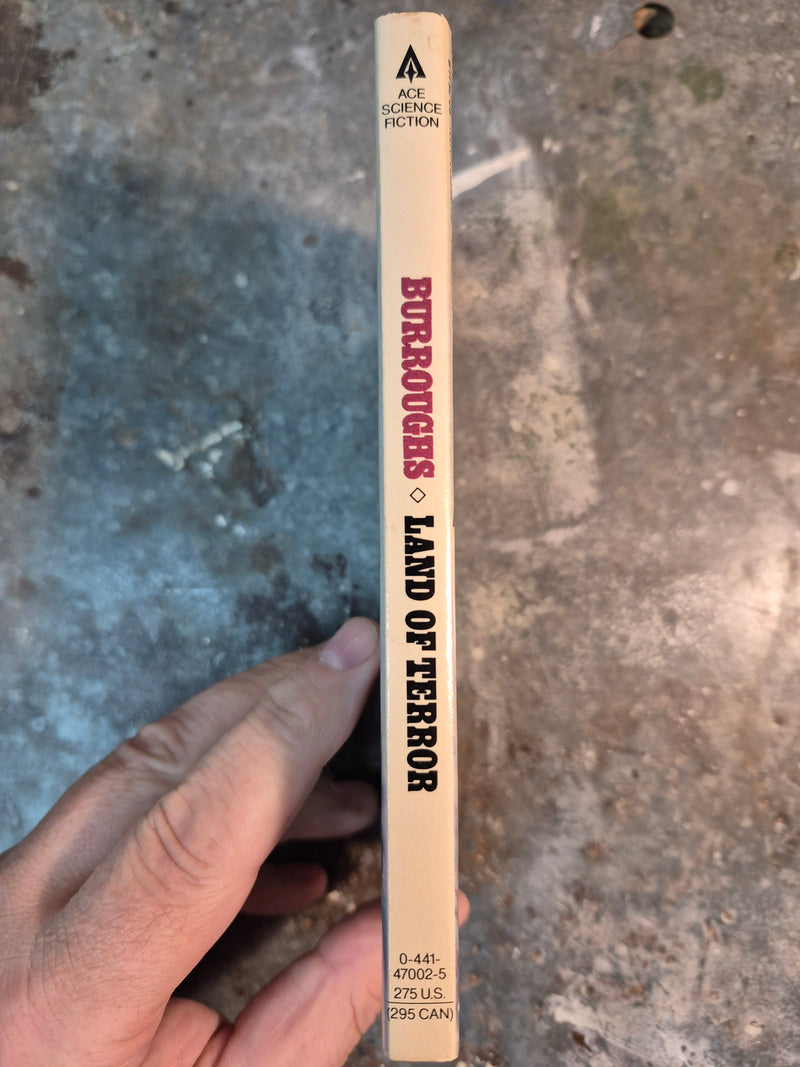 ACE
SCIENCE
FICTION
BURROUGHS ◇ LAND OF TERROR
0-441-
47002-5
275 U.S.
(295 CAN)